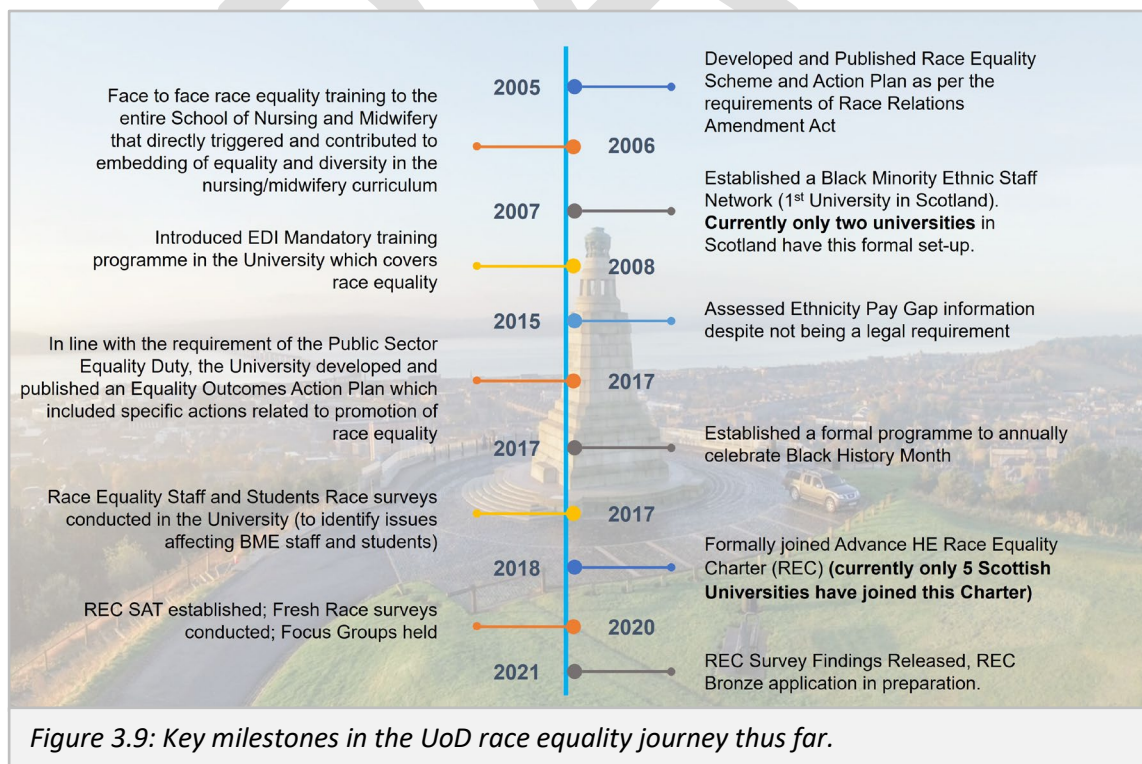 2005
Developed and Published Race Equality
Scheme and Action Plan as per the
requirements of Race Relations
Amendment Act
Face to face race equality training to the
entire School of Nursing and Midwifery
that directly triggered and contributed to
embedding of equality and diversity in the
nursing/midwifery curriculum
2006
2007
Established a Black Minority Ethnic Staff
Network (1st University in Scotland).
Currently only two universities in
Scotland have this formal set-up.
Introduced EDI Mandatory training
programme in the University which covers
race equality
2008
2015
Assessed Ethnicity Pay Gap information
despite not being a legal requirement
In line with the requirement of the Public Sector
Equality Duty, the University developed and
published an Equality Outcomes Action Plan which
included specific actions related to promotion of
race equality
2017
2017
Established a formal programme to annually
celebrate Black History Month
Race Equality Staff and Students Race surveys
conducted in the University (to identify issues
affecting BME staff and students)
2017
2018
Formally joined Advance HE Race Equality
Charter (REC) (currently only 5 Scottish
Universities have joined this Charter)
REC SAT established; Fresh Race surveys
conducted; Focus Groups held
2020
2021
REC Survey Findings Released, REC
Bronze application in preparation.
Figure 3.9: Key milestones in the UoD race equality journey thus far.